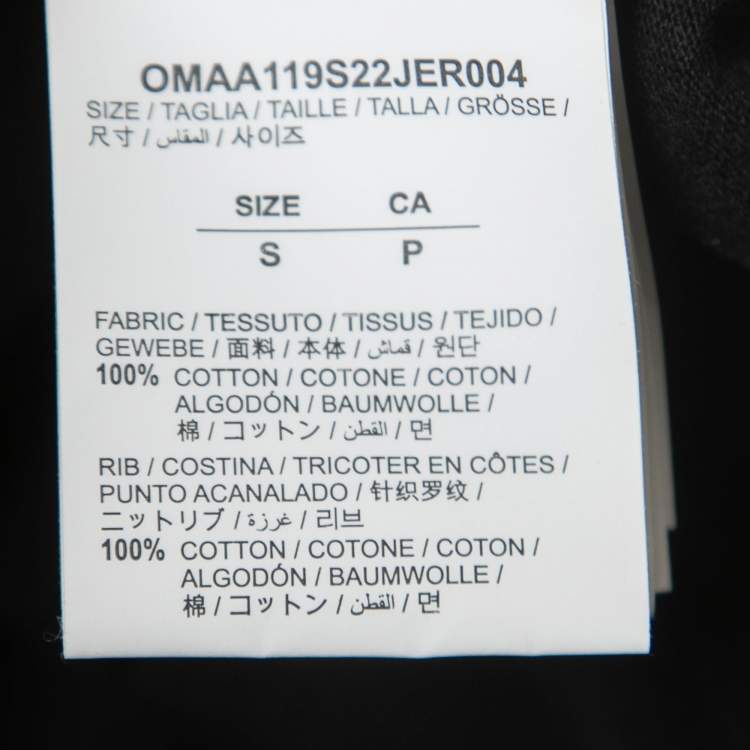 OMAA119S22JER004
SIZE / TAGLIA / TAILLE / TALLA / GRÖSSE /
尺寸 / المقاس / 사이즈
SIZE CA
S P
FABRIC / TESSUTO / TISSUS / TEJIDO /
GEWEBE / 面料 / 本体 / قماش / 원단
100% COTTON / COTONE / COTON /
ALGODÓN / BAUMWOLLE /
棉 / コットン / القطن / 면
RIB / COSTINA / TRICOTER EN CÔTES /
PUNTO ACANALADO / 针织罗纹 /
ニットリブ / غرزة / 리브
100% COTTON / COTONE / COTON /
ALGODÓN / BAUMWOLLE /
棉 / コットン / القطن / 면